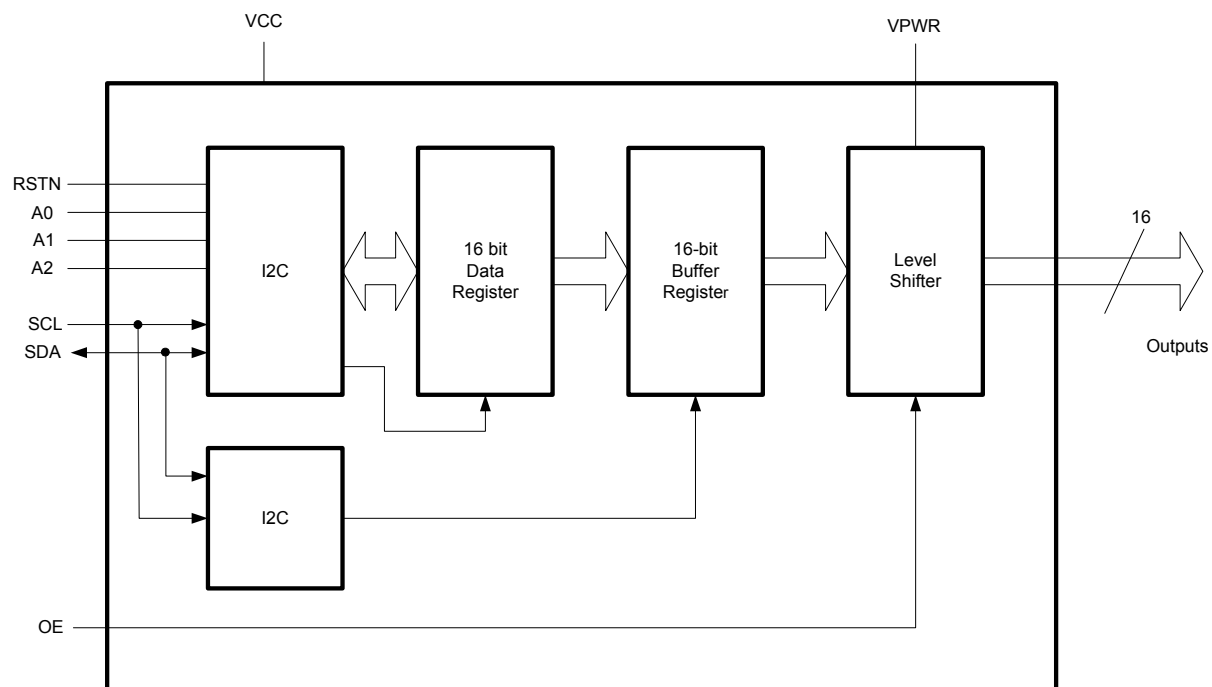 VCC
VPWR
RSTN
A0
A1
A2
SCL
SDA
I2C
16 bit
Data
Register
16-bit
Buffer
Register
Level
Shifter
16
Outputs
I2C
OE